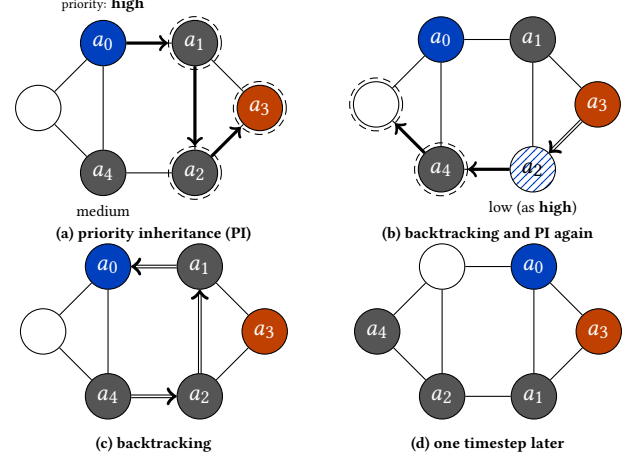 priority: high
a0 a1
a3
a4 a2
medium
(a) priority inheritance (PI)
a0 a1
a3
a4 a2
low (as high)
(b) backtracking and PI again
a0 a1
a3
a4 a2
(c) backtracking
a0
a4 a3
a2 a1
(d) one timestep later